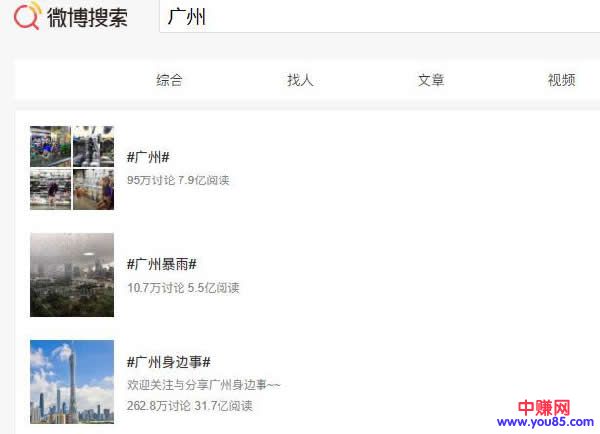 微博搜索
广州
综合 找人 文章 视频
#广州#
95万讨论 7.9亿阅读
#广州暴雨#
10.7万讨论 5.5亿阅读
#广州身边事#
欢迎关注与分享广州身边事~~
262.8万讨论 31.7亿阅读
中赚网
www.you85.com